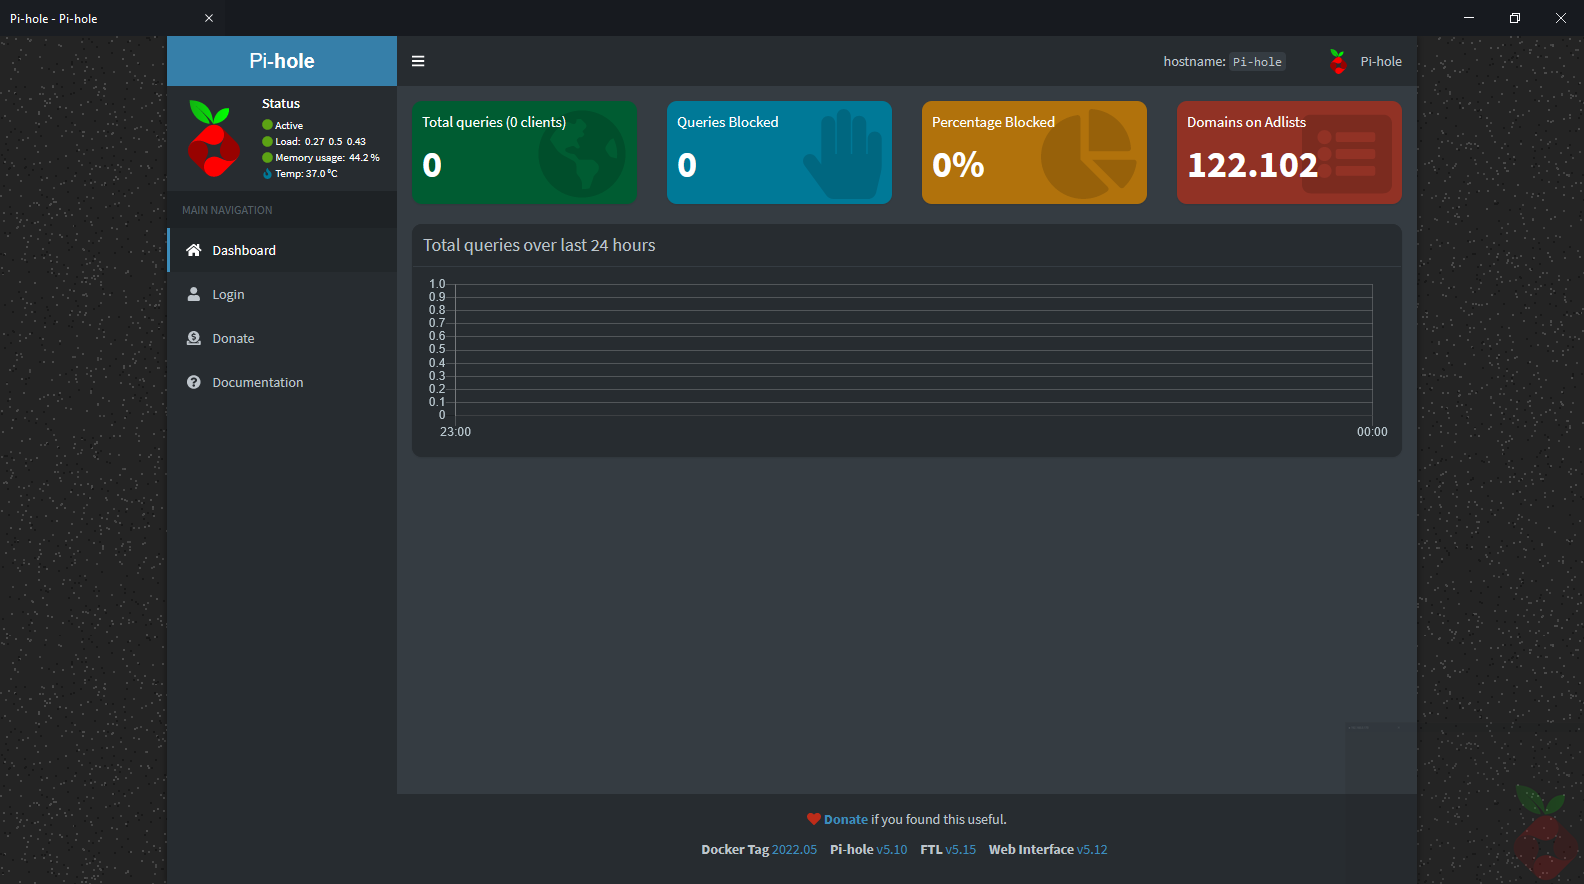 Pi-hole - Pi-hole
Pi-hole
hostname: Pi-hole
Pi-hole
Status
Active
Load: 0.27 0.5 0.43
Memory usage: 44.2 %
Temp: 37.0 °C
MAIN NAVIGATION
Dashboard
Login
Donate
Documentation
Total queries (0 clients)
0
Queries Blocked
0
Percentage Blocked
0%
Domains on Adlists
122.102
Total queries over last 24 hours
1.0
0.9
0.8
0.7
0.6
0.5
0.4
0.3
0.2
0.1
0
23:00 00:00
Donate if you found this useful.
Docker Tag 2022.05 Pi-hole v5.10 FTL v5.15 Web Interface v5.12